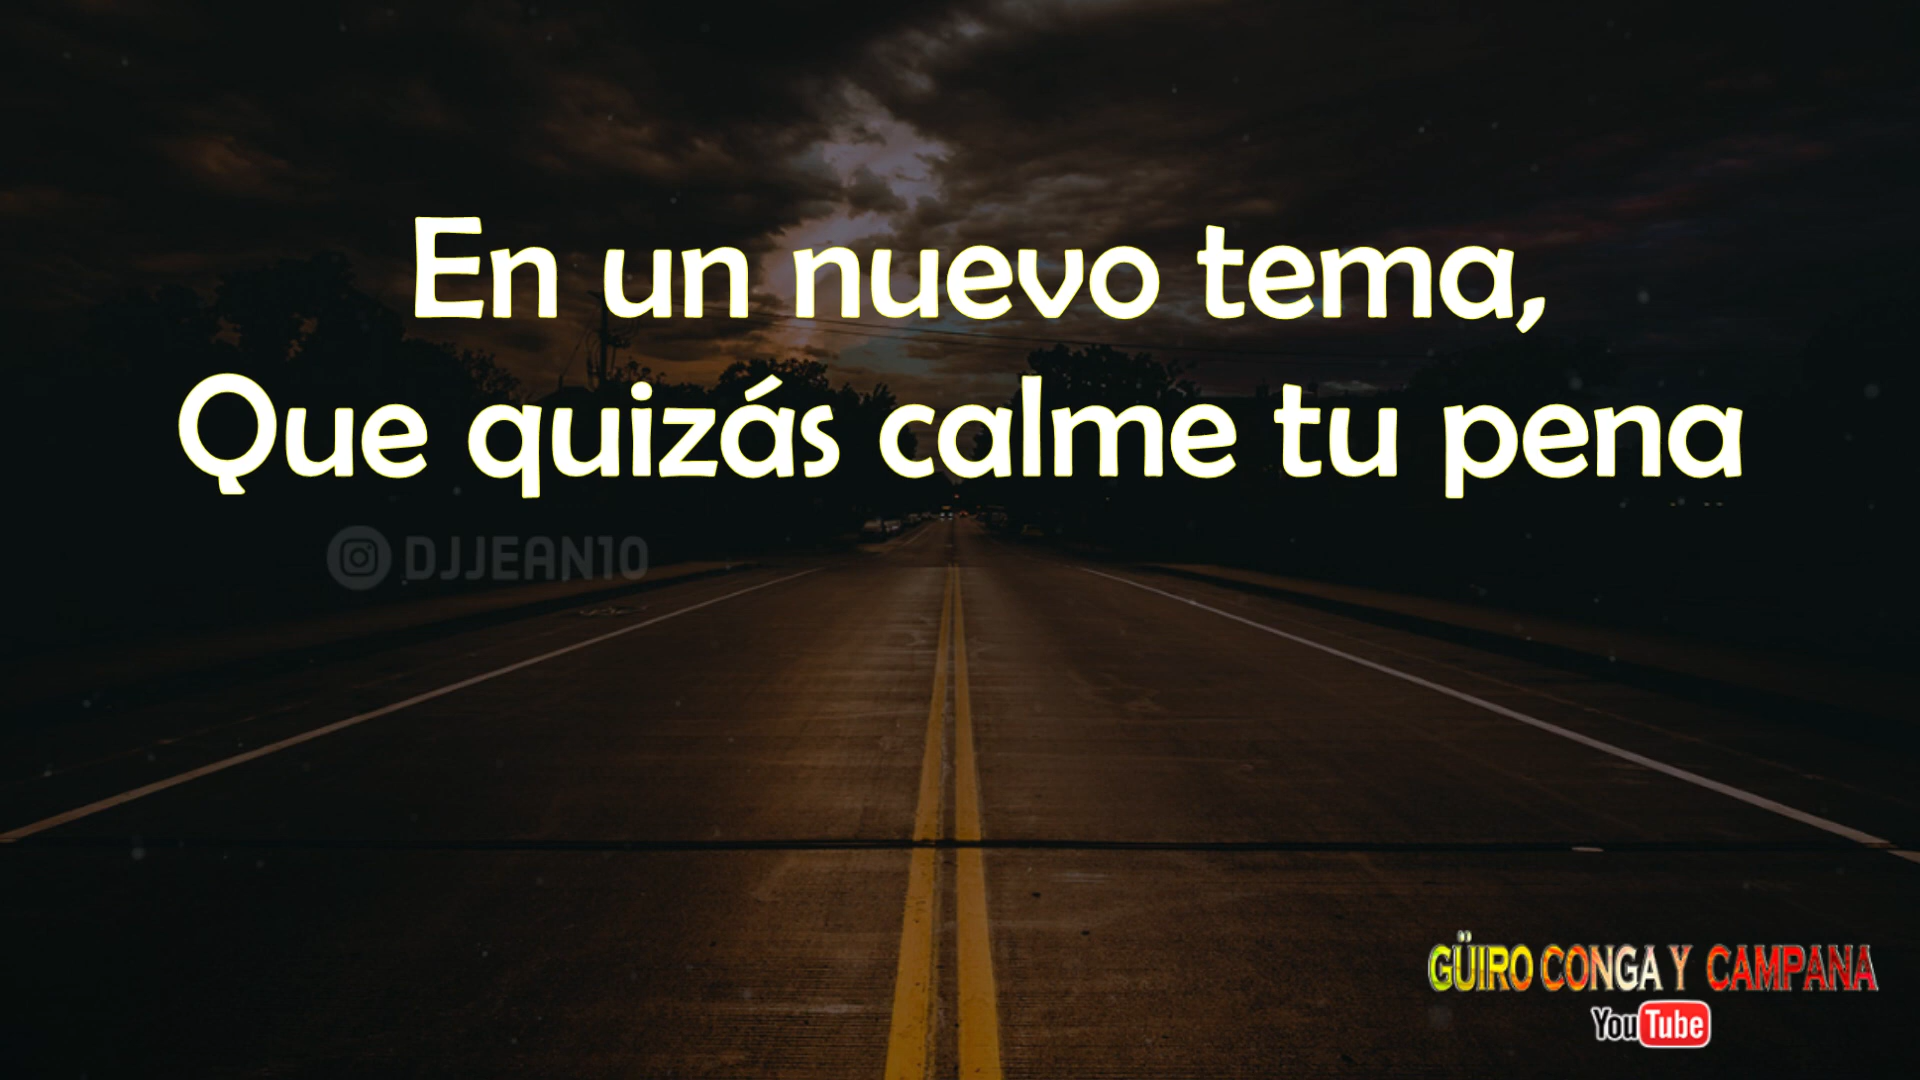 En un nuevo tema,
Que quizás calme tu pena
DJJEAN10
GÜIRO CONGA Y CAMPANA
YouTube